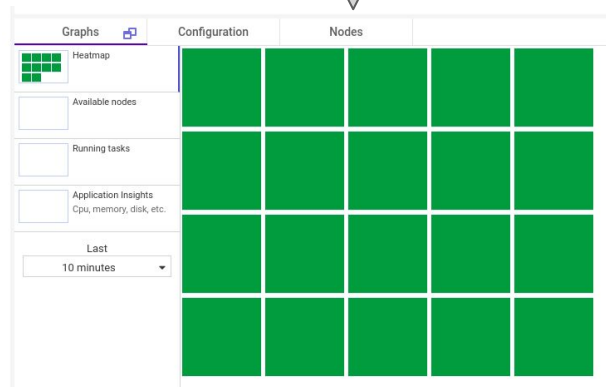 Graphs
Configuration
Nodes
Heatmap
Available nodes
Running tasks
Application Insights
Cpu, memory, disk, etc.
Last
10 minutes